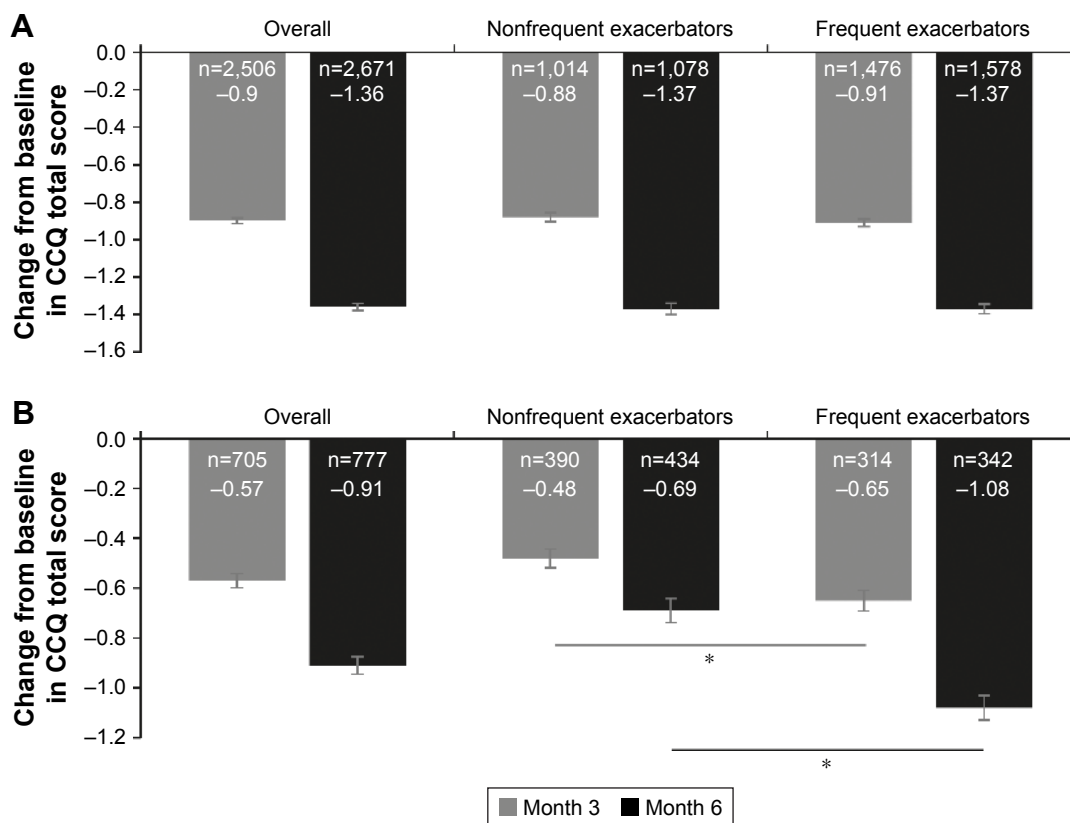 A
Overall
Nonfrequent exacerbators
Frequent exacerbators
Change from baseline
in CCQ total score
0.0
–0.2
–0.4
–0.6
–0.8
–1.0
–1.2
–1.4
–1.6
n=2,506
–0.9
n=2,671
–1.36
n=1,014
–0.88
n=1,078
–1.37
n=1,476
–0.91
n=1,578
–1.37
B
Overall
Nonfrequent exacerbators
Frequent exacerbators
Change from baseline
in CCQ total score
0.0
–0.2
–0.4
–0.6
–0.8
–1.0
–1.2
n=705
–0.57
n=777
–0.91
n=390
–0.48
n=434
–0.69
n=314
–0.65
n=342
–1.08
*
*
Month 3
Month 6